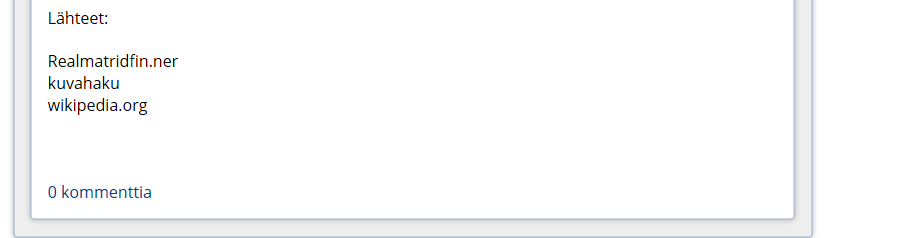 Lähteet:
Realmatridfin.ner
kuvahaku
wikipedia.org
0 kommenttia